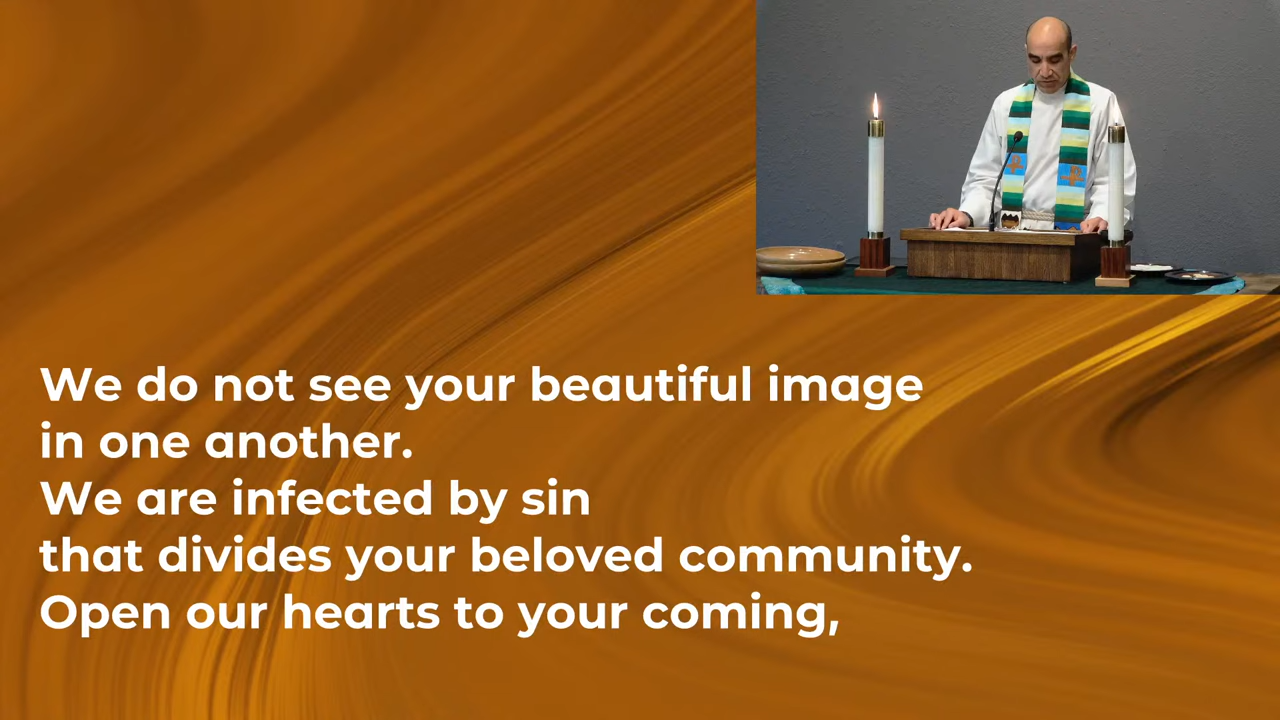 We do not see your beautiful image
in one another.
We are infected by sin
that divides your beloved community.
Open our hearts to your coming,